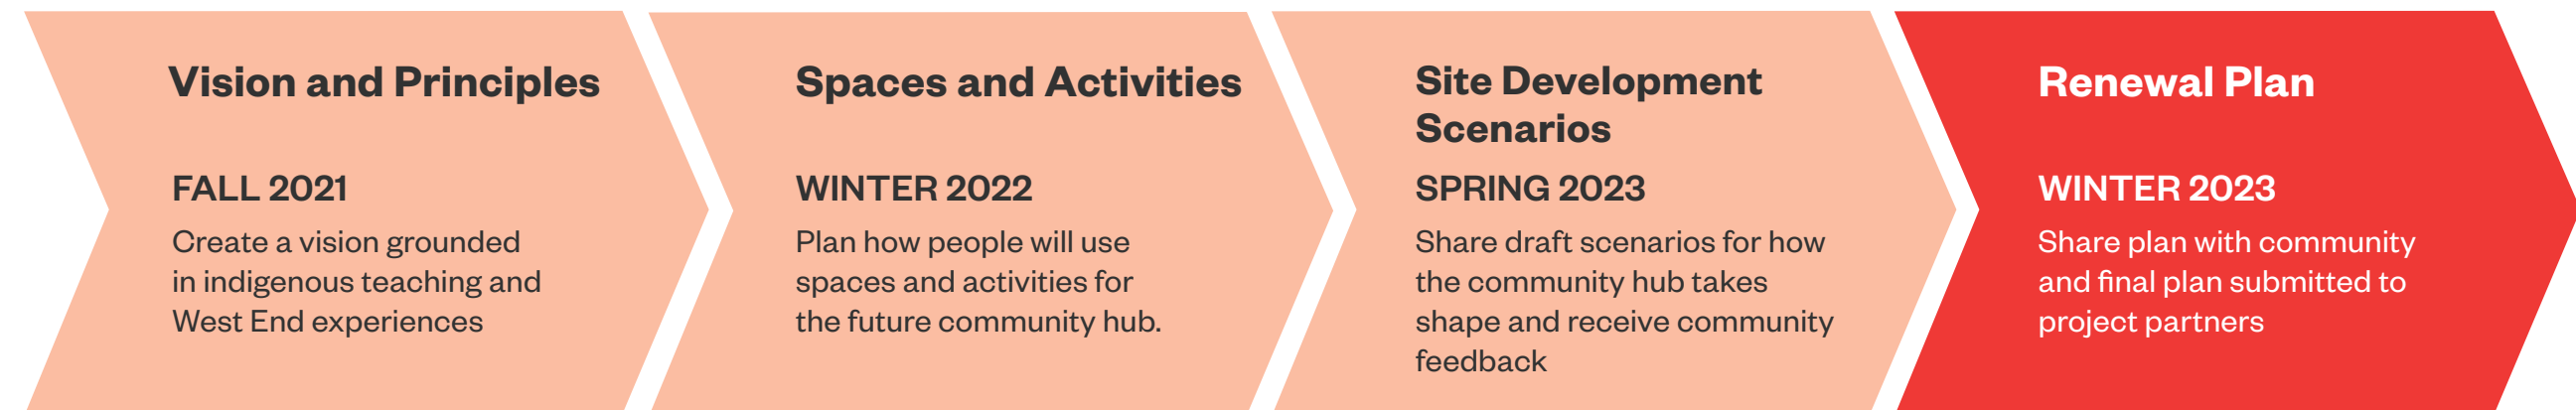 Vision and Principles
FALL 2021
Create a vision grounded
in indigenous teaching and
West End experiences
Spaces and Activities
WINTER 2022
Plan how people will use
spaces and activities for
the future community hub.
Site Development
Scenarios
SPRING 2023
Share draft scenarios for how
the community hub takes
shape and receive community
feedback
Renewal Plan
WINTER 2023
Share plan with community
and final plan submitted to
project partners